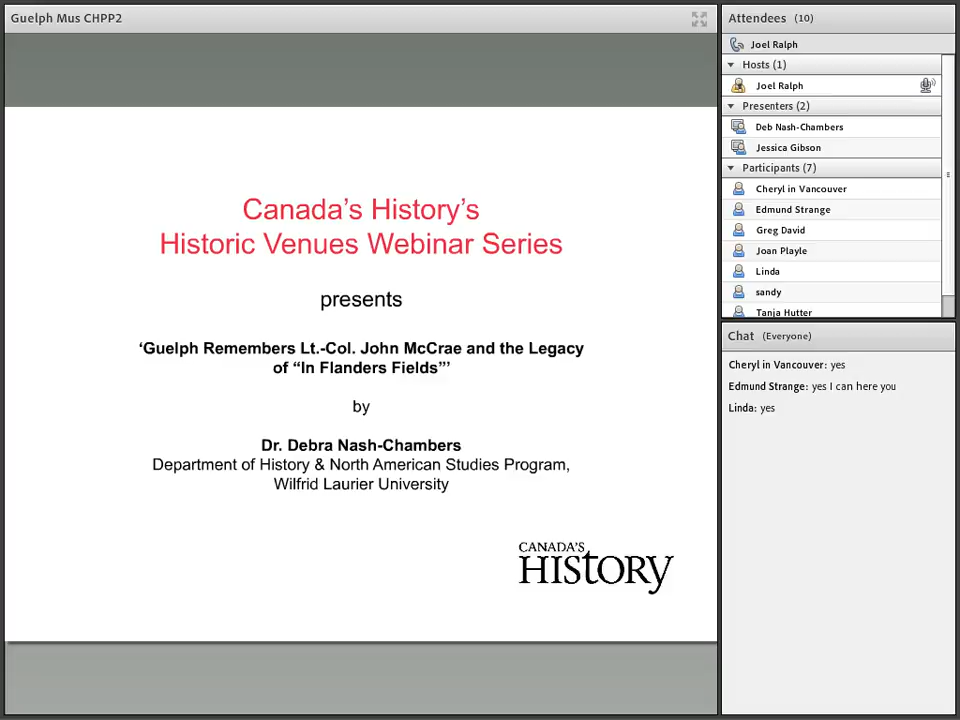 Guelph Mus CHPP2
Canada's History's
Historic Venues Webinar Series
presents
‘Guelph Remembers Lt.-Col. John McCrae and the Legacy
of “In Flanders Fields”’
by
Dr. Debra Nash-Chambers
Department of History & North American Studies Program,
Wilfrid Laurier University
CANADA'S
HISTORY
Attendees (10)
Joel Ralph
Hosts (1)
Joel Ralph
Presenters (2)
Deb Nash-Chambers
Jessica Gibson
Participants (7)
Cheryl in Vancouver
Edmund Strange
Greg David
Joan Playle
Linda
sandy
Tanja Hutter
Chat (Everyone)
Cheryl in Vancouver: yes
Edmund Strange: yes I can here you
Linda: yes